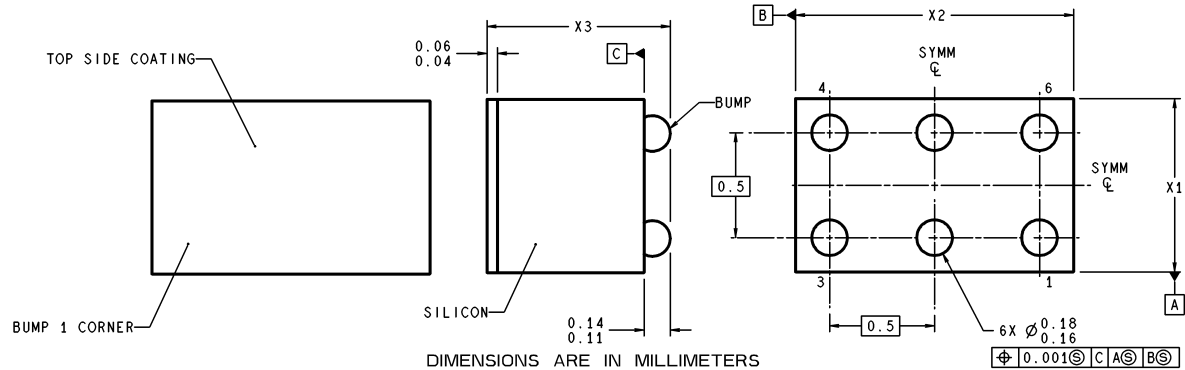 TOP SIDE COATING
BUMP 1 CORNER
X3
0.06
0.04
C
BUMP
SILICON
0.14
0.11
B
X2
SYMM
℄
4
6
0.5
SYMM
℄
X1
3
1
A
0.5
6X Ø 0.18
0.16
⌖ 0.001Ⓢ C AⓈ BⓈ
DIMENSIONS ARE IN MILLIMETERS